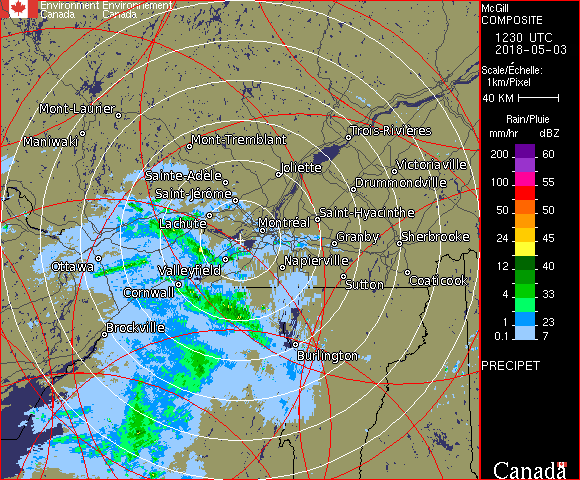 Environment Environnement
Canada Canada
McGill
COMPOSITE
1230 UTC
2018-05-03
Scale/Échelle:
1km/Pixel
40 KM
Rain/Pluie
mm/hr dBZ
200 60
100 55
50 50
24 45
12 40
4 33
1 23
0.1 7
PRECIPET
Canada
Mont-Laurier
Maniwaki
Mont-Tremblant
Trois-Rivières
Joliette
Victoriaville
Sainte-Adèle
Drummondville
Saint-Jérôme
Lachute
Saint-Hyacinthe
Montréal
Granby
Sherbrooke
Ottawa
Valleyfield
Napierville
Cornwall
Sutton
Coaticook
Brockville
Burlington